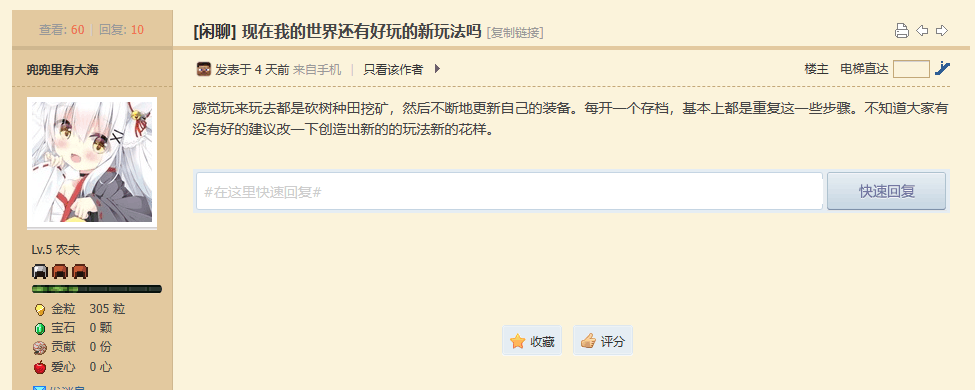 查看: 60 | 回复: 10
[闲聊] 现在我的世界还有好玩的新玩法吗 [复制链接]
兜兜里有大海
发表于 4 天前 来自手机 | 只看该作者
楼主 电梯直达
感觉玩来玩去都是砍树种田挖矿，然后不断地更新自己的装备。每开一个存档，基本上都是重复这一些步骤。不知道大家有
没有好的建议改一下创造出新的的玩法新的花样。
#在这里快速回复#
快速回复
Lv.5 农夫
金粒 305 粒
宝石 0 颗
贡献 0 份
爱心 0 心
收藏
评分